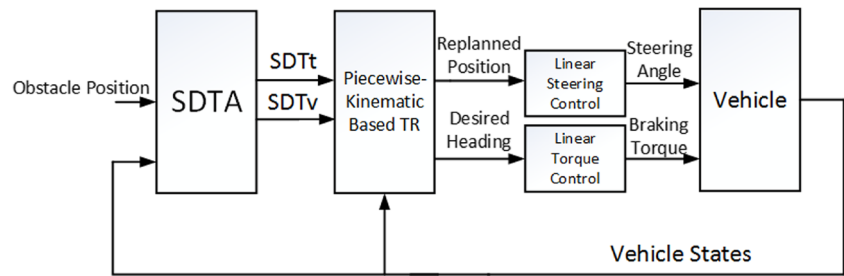 Obstacle Position
SDTA
SDTt
SDTv
Piecewise-
Kinematic
Based TR
Replanned
Position
Desired
Heading
Linear
Steering
Control
Linear
Torque
Control
Steering
Angle
Braking
Torque
Vehicle
Vehicle States